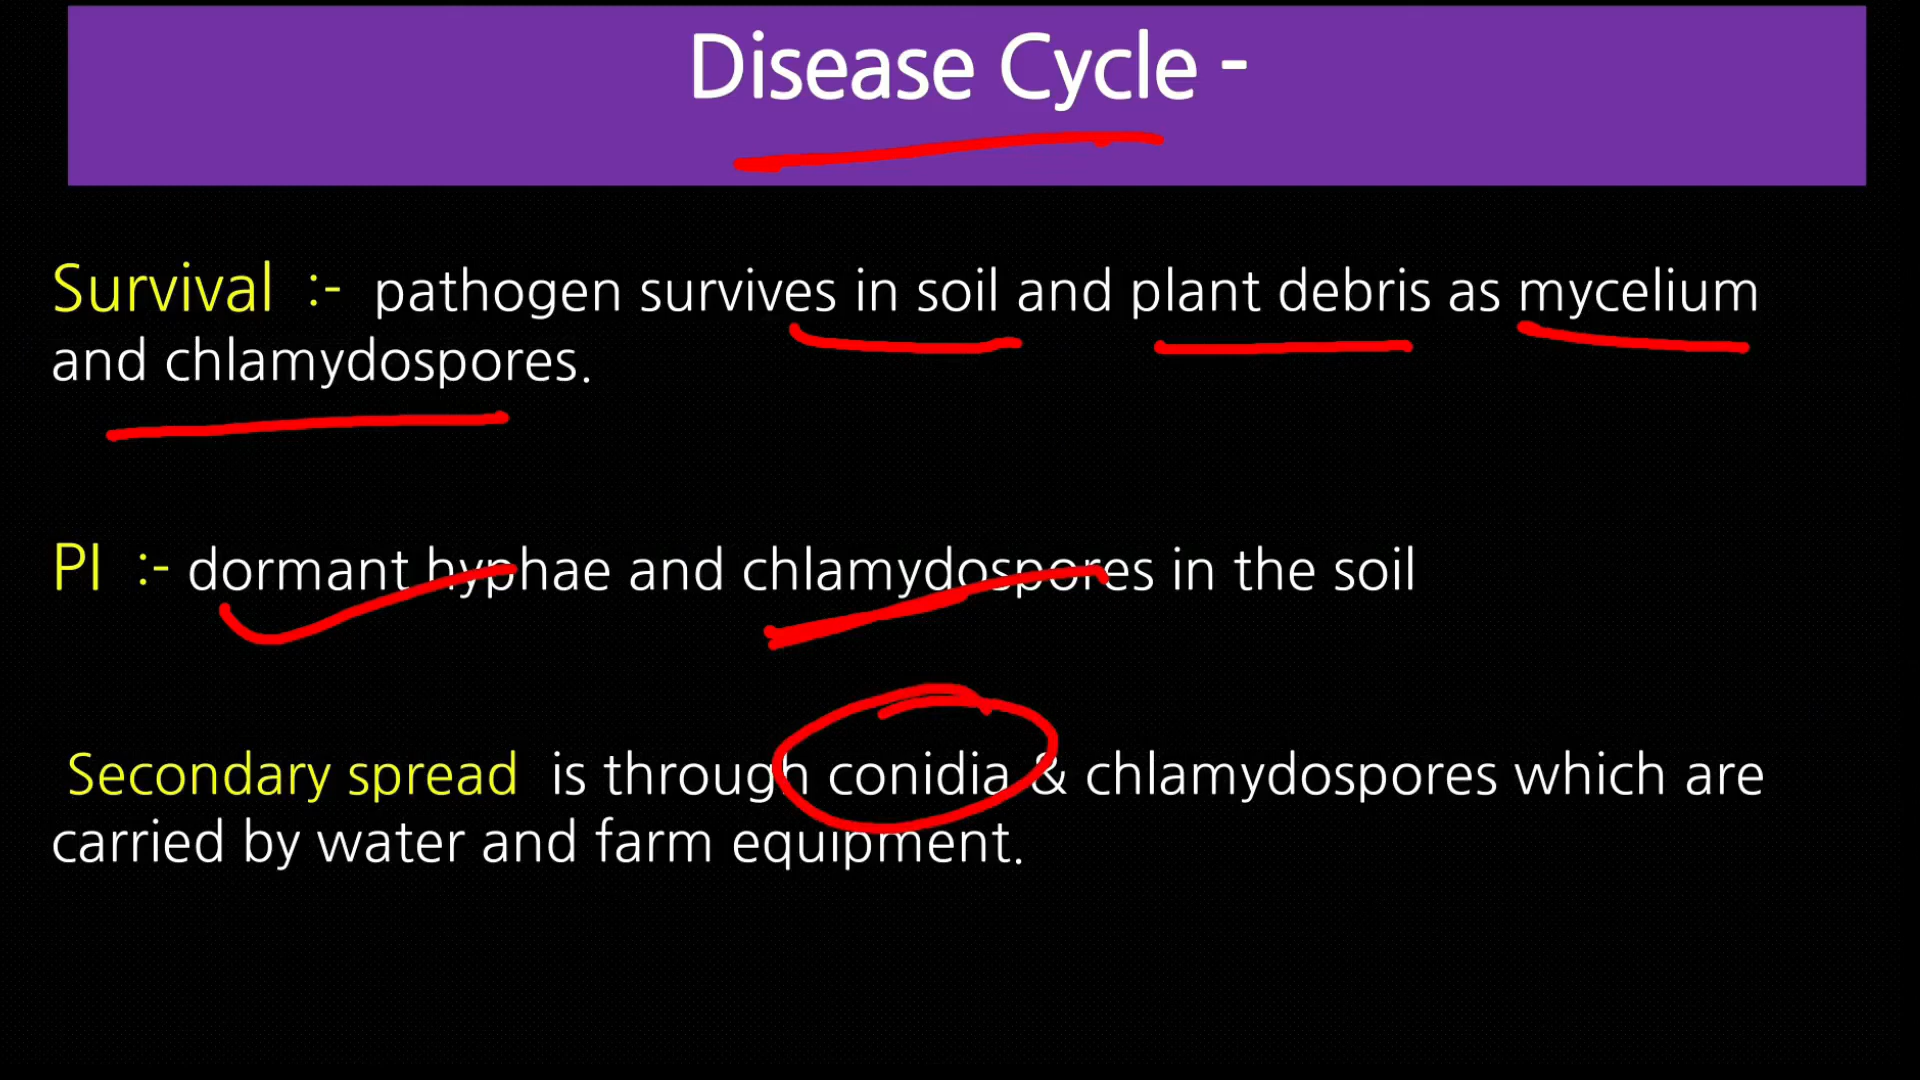 Disease Cycle -
Survival :- pathogen survives in soil and plant debris as mycelium
and chlamydospores.
PI :- dormant hyphae and chlamydospores in the soil
Secondary spread is through conidia & chlamydospores which are
carried by water and farm equipment.